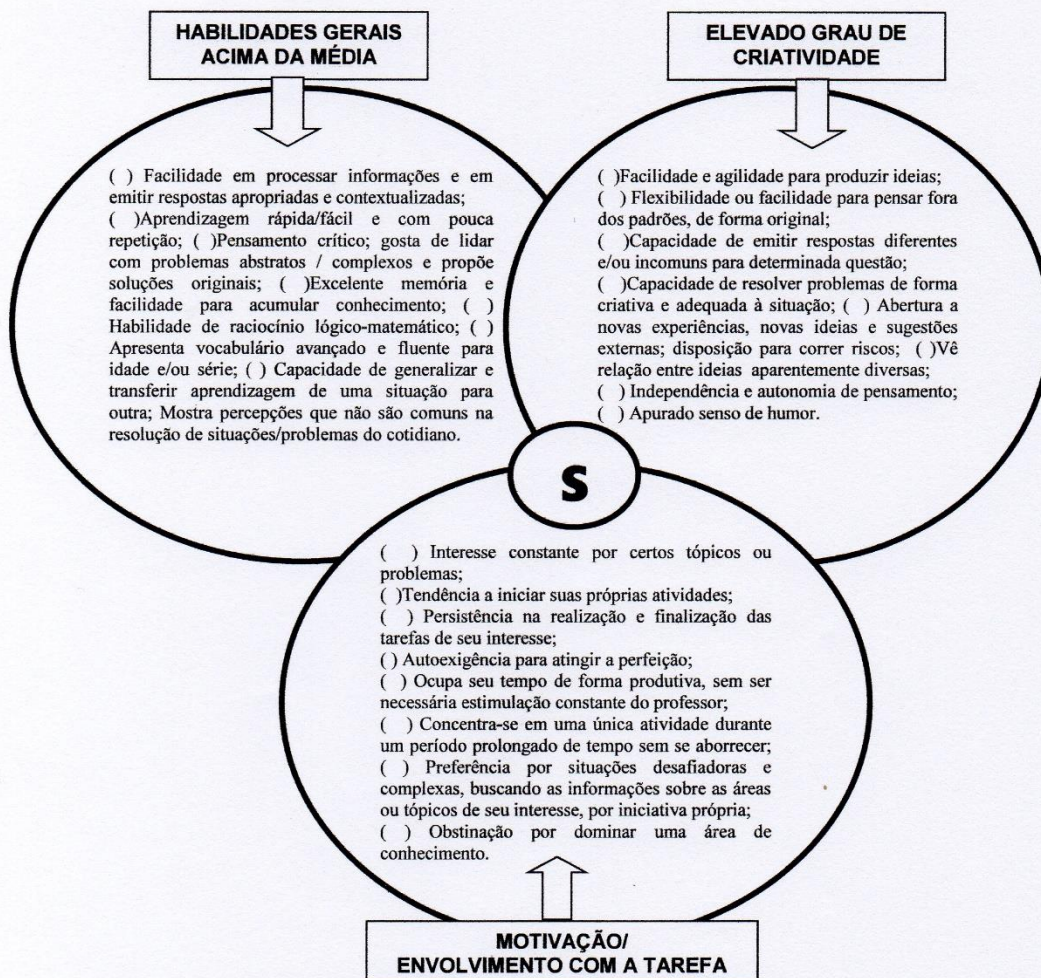 HABILIDADES GERAIS
ACIMA DA MÉDIA
( ) Facilidade em processar informações e em
emitir respostas apropriadas e contextualizadas;
( )Aprendizagem rápida/fácil e com pouca
repetição; ( )Pensamento crítico; gosta de lidar
com problemas abstratos / complexos e propõe
soluções originais; ( )Excelente memória e
facilidade para acumular conhecimento; ( )
Habilidade de raciocínio lógico-matemático; ( )
Apresenta vocabulário avançado e fluente para
idade e/ou série; ( ) Capacidade de generalizar e
transferir aprendizagem de uma situação para
outra; Mostra percepções que não são comuns na
resolução de situações/problemas do cotidiano.
ELEVADO GRAU DE
CRIATIVIDADE
( )Facilidade e agilidade para produzir ideias;
( ) Flexibilidade ou facilidade para pensar fora
dos padrões, de forma original;
( )Capacidade de emitir respostas diferentes
e/ou incomuns para determinada questão;
( )Capacidade de resolver problemas de forma
criativa e adequada à situação; ( ) Abertura a
novas experiências, novas ideias e sugestões
externas; disposição para correr riscos; ( )Vê
relação entre ideias aparentemente diversas;
( ) Independência e autonomia de pensamento;
( ) Apurado senso de humor.
S
( ) Interesse constante por certos tópicos ou
problemas;
( )Tendência a iniciar suas próprias atividades;
( ) Persistência na realização e finalização das
tarefas de seu interesse;
( ) Autoexigência para atingir a perfeição;
( ) Ocupa seu tempo de forma produtiva, sem ser
necessária estimulação constante do professor;
( ) Concentra-se em uma única atividade durante
um período prolongado de tempo sem se aborrecer;
( ) Preferência por situações desafiadoras e
complexas, buscando as informações sobre as áreas
ou tópicos de seu interesse, por iniciativa própria;
( ) Obstinação por dominar uma área de
conhecimento.
MOTIVAÇÃO/
ENVOLVIMENTO COM A TAREFA